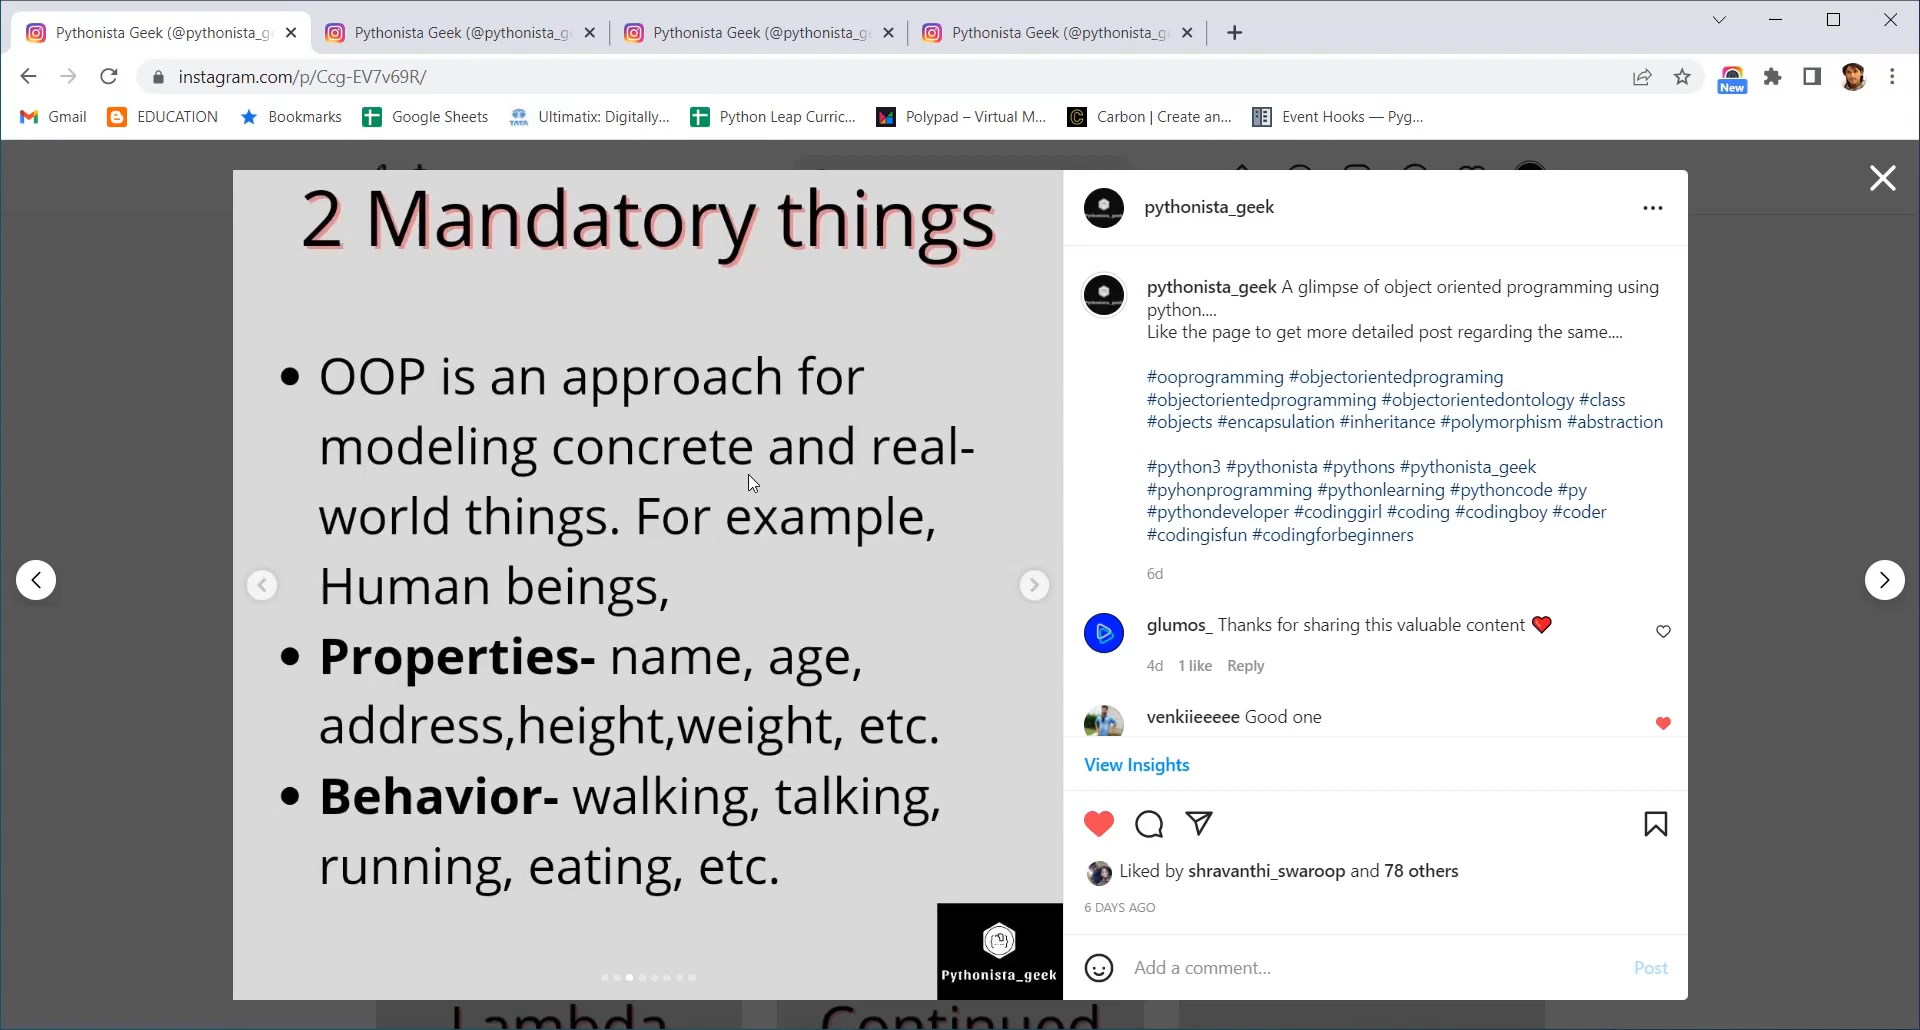 Pythonista Geek (@pythonista_g
Pythonista Geek (@pythonista_g
Pythonista Geek (@pythonista_g
Pythonista Geek (@pythonista_g
instagram.com/p/Ccg-EV7v69R/
New
Gmail
EDUCATION
Bookmarks
Google Sheets
Ultimatix: Digitally...
Python Leap Curric...
Polypad – Virtual M...
Carbon | Create an...
Event Hooks — Pyg...
2 Mandatory things
• OOP is an approach for
modeling concrete and real-
world things. For example,
Human beings,
• Properties- name, age,
address,height,weight, etc.
• Behavior- walking, talking,
running, eating, etc.
Pythonista_geek
pythonista_geek
pythonista_geek A glimpse of object oriented programming using
python....
Like the page to get more detailed post regarding the same....
#ooprogramming #objectorientedprograming
#objectorientedprogramming #objectorientedontology #class
#objects #encapsulation #inheritance #polymorphism #abstraction
#python3 #pythonista #pythons #pythonista_geek
#pyhonprogramming #pythonlearning #pythoncode #py
#pythondeveloper #codinggirl #coding #codingboy #coder
#codingisfun #codingforbeginners
6d
glumos_ Thanks for sharing this valuable content ❤️
4d 1 like Reply
venkiieeeee Good one
View Insights
Liked by shravanthi_swaroop and 78 others
6 DAYS AGO
Add a comment...
Post
Lambda
Continued